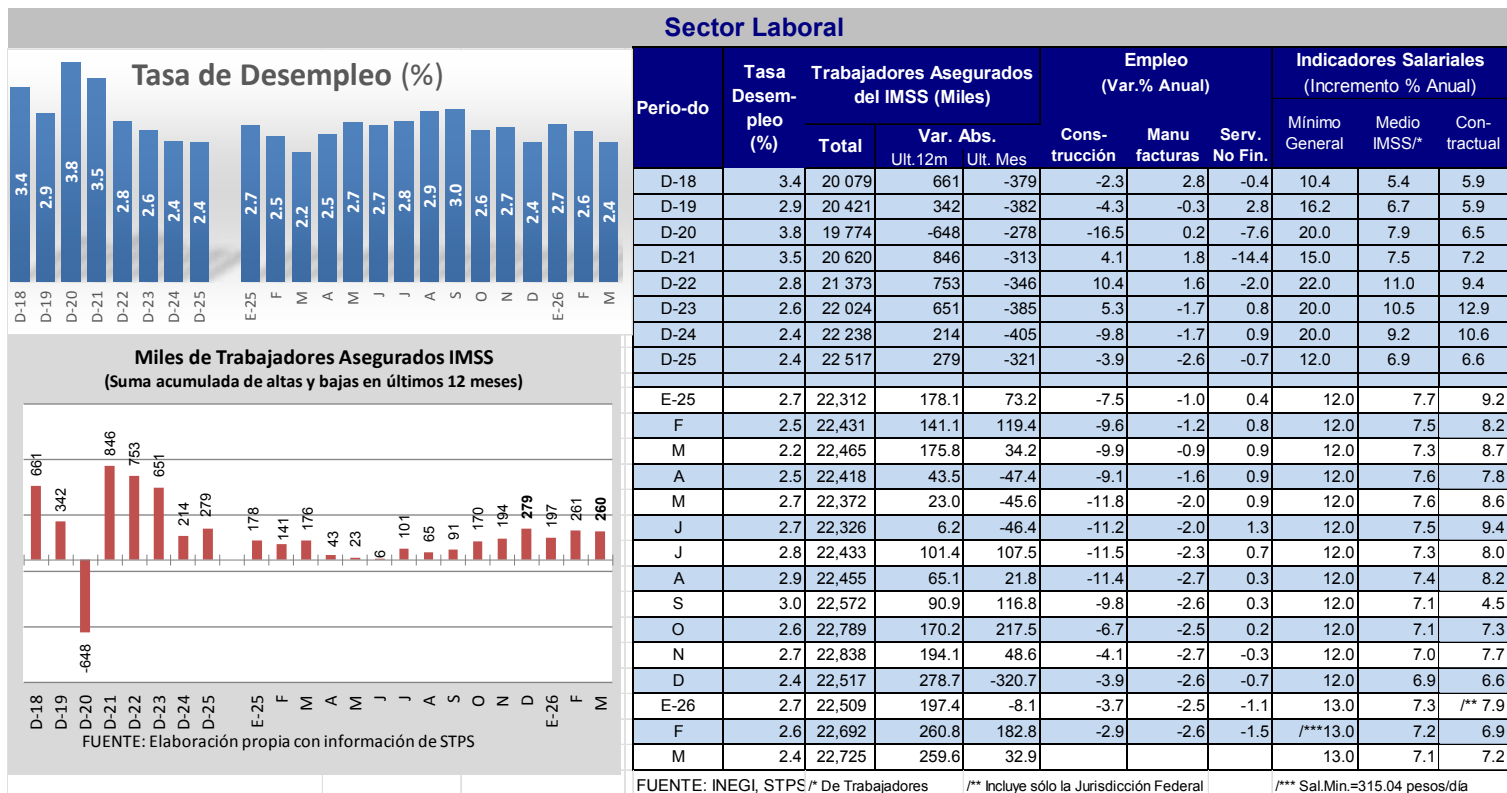 Sector Laboral
Tasa de Desempleo (%)
3.4 2.9 3.8 3.5 2.8 2.6 2.4 2.4 2.7 2.5 2.2 2.5 2.7 2.7 2.8 2.9 3.0 2.6 2.7 2.4 2.7 2.6 2.4
D-18 D-19 D-20 D-21 D-22 D-23 D-24 D-25 E-25 F M A M J J A S O N D E-26 F M
Miles de Trabajadores Asegurados IMSS
(Suma acumulada de altas y bajas en últimos 12 meses)
661 342 -648 846 753 651 214 279 178 141 176 43 23 6 101 65 91 170 194 279 197 261 260
D-18 D-19 D-20 D-21 D-22 D-23 D-24 D-25 E-25 F M A M J J A S O N D E-26 F M
FUENTE: Elaboración propia con información de STPS
Perio-do
Tasa
Desem-
pleo
(%)
Trabajadores Asegurados
del IMSS (Miles)
Total
Var. Abs.
Ult.12m Ult. Mes
Empleo
(Var.% Anual)
Cons-
trucción
Manu
facturas
Serv.
No Fin.
Indicadores Salariales
(Incremento % Anual)
Mínimo
General
Medio
IMSS/*
Con-
tractual
D-18 3.4 20 079 661 -379 -2.3 2.8 -0.4 10.4 5.4 5.9
D-19 2.9 20 421 342 -382 -4.3 -0.3 2.8 16.2 6.7 5.9
D-20 3.8 19 774 -648 -278 -16.5 0.2 -7.6 20.0 7.9 6.5
D-21 3.5 20 620 846 -313 4.1 1.8 -14.4 15.0 7.5 7.2
D-22 2.8 21 373 753 -346 10.4 1.6 -2.0 22.0 11.0 9.4
D-23 2.6 22 024 651 -385 5.3 -1.7 0.8 20.0 10.5 12.9
D-24 2.4 22 238 214 -405 -9.8 -1.7 0.9 20.0 9.2 10.6
D-25 2.4 22 517 279 -321 -3.9 -2.6 -0.7 12.0 6.9 6.6
E-25 2.7 22,312 178.1 73.2 -7.5 -1.0 0.4 12.0 7.7 9.2
F 2.5 22,431 141.1 119.4 -9.6 -1.2 0.8 12.0 7.5 8.2
M 2.2 22,465 175.8 34.2 -9.9 -0.9 0.9 12.0 7.3 8.7
A 2.5 22,418 43.5 -47.4 -9.1 -1.6 0.9 12.0 7.6 7.8
M 2.7 22,372 23.0 -45.6 -11.8 -2.0 0.9 12.0 7.6 8.6
J 2.7 22,326 6.2 -46.4 -11.2 -2.0 1.3 12.0 7.5 9.4
J 2.8 22,433 101.4 107.5 -11.5 -2.3 0.7 12.0 7.3 8.0
A 2.9 22,455 65.1 21.8 -11.4 -2.7 0.3 12.0 7.4 8.2
S 3.0 22,572 90.9 116.8 -9.8 -2.6 0.3 12.0 7.1 4.5
O 2.6 22,789 170.2 217.5 -6.7 -2.5 0.2 12.0 7.1 7.3
N 2.7 22,838 194.1 48.6 -4.1 -2.7 -0.3 12.0 7.0 7.7
D 2.4 22,517 278.7 -320.7 -3.9 -2.6 -0.7 12.0 6.9 6.6
E-26 2.7 22,509 197.4 -8.1 -3.7 -2.5 -1.1 13.0 7.3 /** 7.9
F 2.6 22,692 260.8 182.8 -2.9 -2.6 -1.5 /***13.0 7.2 6.9
M 2.4 22,725 259.6 32.9 13.0 7.1 7.2
FUENTE: INEGI, STPS /* De Trabajadores /** Incluye sólo la Jurisdicción Federal /*** Sal.Min.=315.04 pesos/día